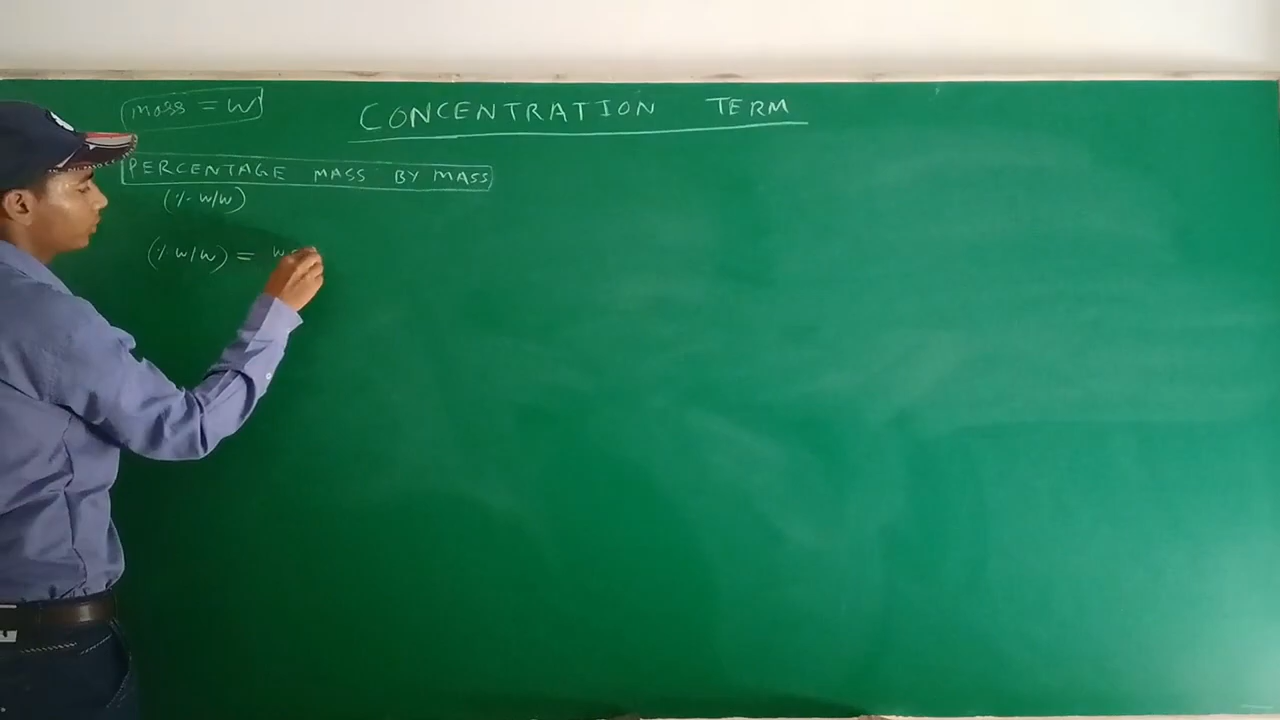 Mass = W
CONCENTRATION TERM
PERCENTAGE MASS BY MASS
(% W/W)
(% W/W) = W